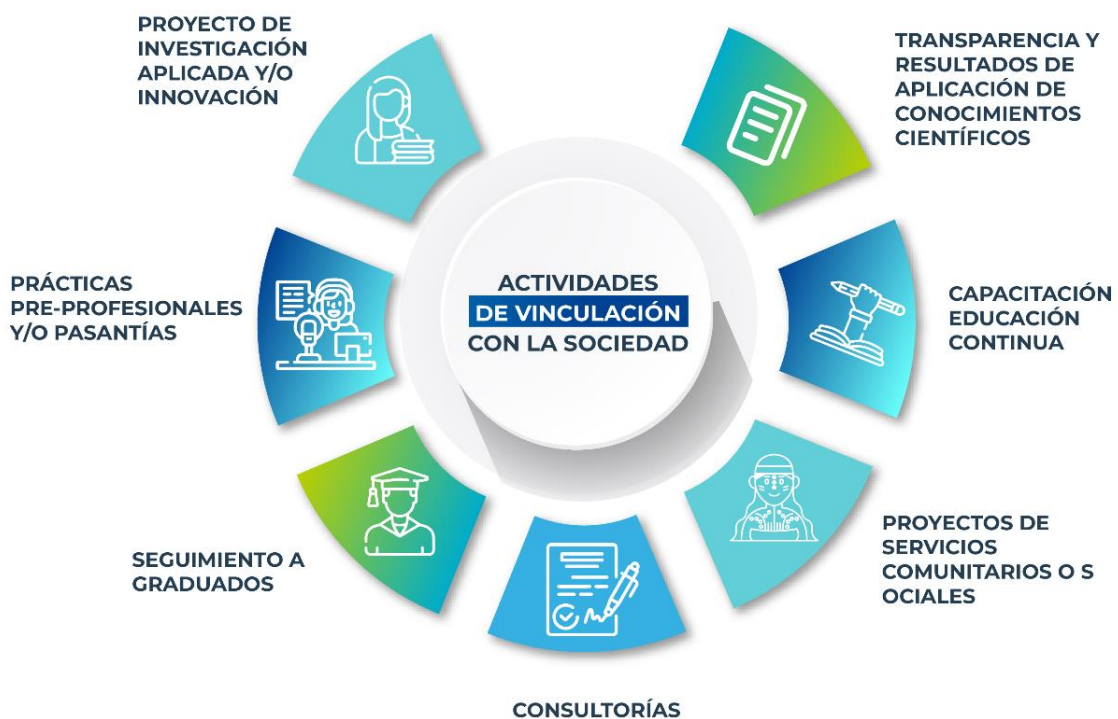 PROYECTO DE
INVESTIGACIÓN
APLICADA Y/O
INNOVACIÓN
TRANSPARENCIA Y
RESULTADOS DE
APLICACIÓN DE
CONOCIMIENTOS
CIENTÍFICOS
PRÁCTICAS
PRE-PROFESIONALES
Y/O PASANTÍAS
ACTIVIDADES
DE VINCULACIÓN
CON LA SOCIEDAD
CAPACITACIÓN
EDUCACIÓN
CONTINUA
SEGUIMIENTO A
GRADUADOS
PROYECTOS DE
SERVICIOS
COMUNITARIOS O S
OCIALES
CONSULTORÍAS